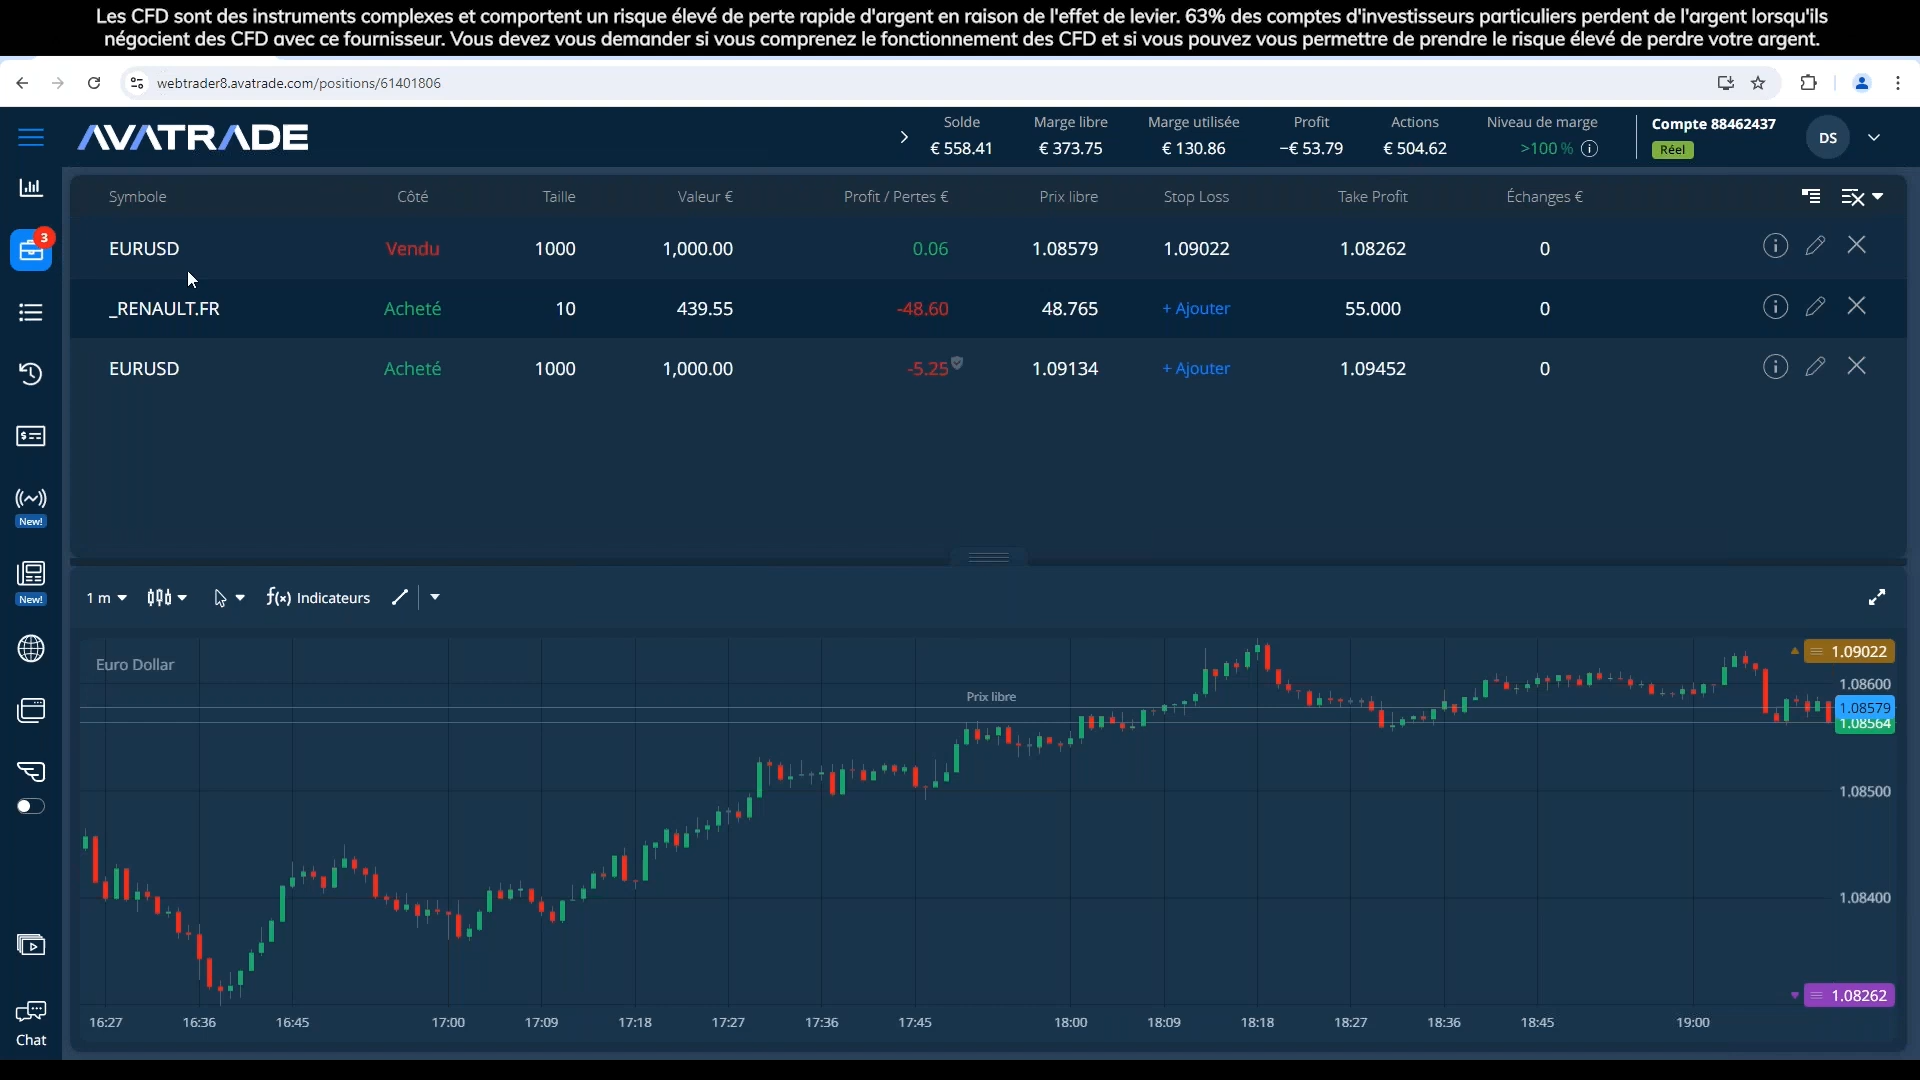 Les CFD sont des instruments complexes et comportent un risque élevé de perte rapide d'argent en raison de l'effet de levier. 63% des comptes d'investisseurs particuliers perdent de l'argent lorsqu'ils
négocient des CFD avec ce fournisseur. Vous devez vous demander si vous comprenez le fonctionnement des CFD et si vous pouvez vous permettre de prendre le risque élevé de perdre votre argent.
webtrader8.avatrade.com/positions/61401806
AVATRADE
Solde Marge libre Marge utilisée Profit Actions Niveau de marge Compte 88462437
€ 558.41 € 373.75 € 130.86 −€ 53.79 € 504.62 >100 % Réel DS
Symbole Côté Taille Valeur € Profit / Pertes € Prix libre Stop Loss Take Profit Échanges €
3
EURUSD Vendu 1000 1,000.00 0.06 1.08579 1.09022 1.08262 0
_RENAULT.FR Acheté 10 439.55 -48.60 48.765 + Ajouter 55.000 0
EURUSD Acheté 1000 1,000.00 -5.25 1.09134 + Ajouter 1.09452 0
New!
New!
1 m f(x) Indicateurs
Euro Dollar
1.09022
1.08600
Prix libre
1.08579
1.08564
1.08500
1.08400
1.08262
16:27 16:36 16:45 17:00 17:09 17:18 17:27 17:36 17:45 18:00 18:09 18:18 18:27 18:36 18:45 19:00
Chat